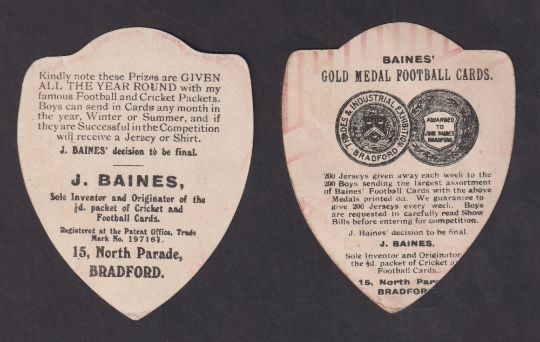 Kindly note these Prizes are GIVEN
ALL THE YEAR ROUND with my
famous Football and Cricket Packets.
Boys can send in Cards any month in
the year, Winter or Summer, and if
they are Successful in the Competition
will receive a Jersey or Shirt.
J. BAINES' decision to be final.
J. BAINES,
Sole Inventor and Originator of the
½d. packet of Cricket and
Football Cards.
Registered at the Patent Office, Trade
Mark No. 197161.
15, North Parade,
BRADFORD.
BAINES'
GOLD MEDAL FOOTBALL CARDS.
TRADES & INDUSTRIAL EXHIBITION
BRADFORD
AWARDED
TO
JOHN BAINES
BRADFORD.
200 Jerseys given away each week to the
200 Boys sending the largest assortment
of Baines' Football Cards with the above
Medals printed on. We guarantee to
give 200 Jerseys every week. Boys
are requested to carefully read Show
Bills before entering for competition.
J. Baines' decision to be final.
J. BAINES,
Sole Inventor and Originator
the ½d. packet of Cricket a
Football Cards.
15, North Par
BRADFOR